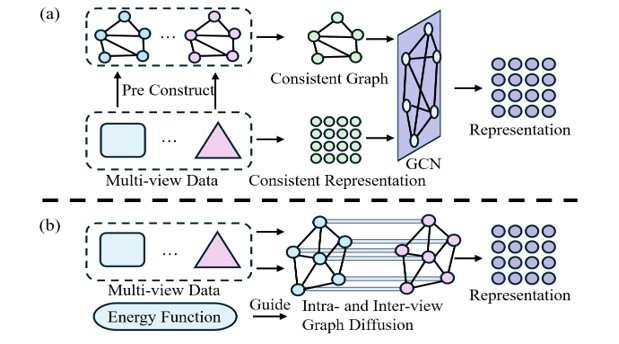 (a)
...
Pre Construct
Consistent Graph
...
Multi-view Data
Consistent Representation
GCN
Representation
(b)
...
Multi-view Data
Energy Function
Guide
Intra- and Inter-view
Graph Diffusion
Representation